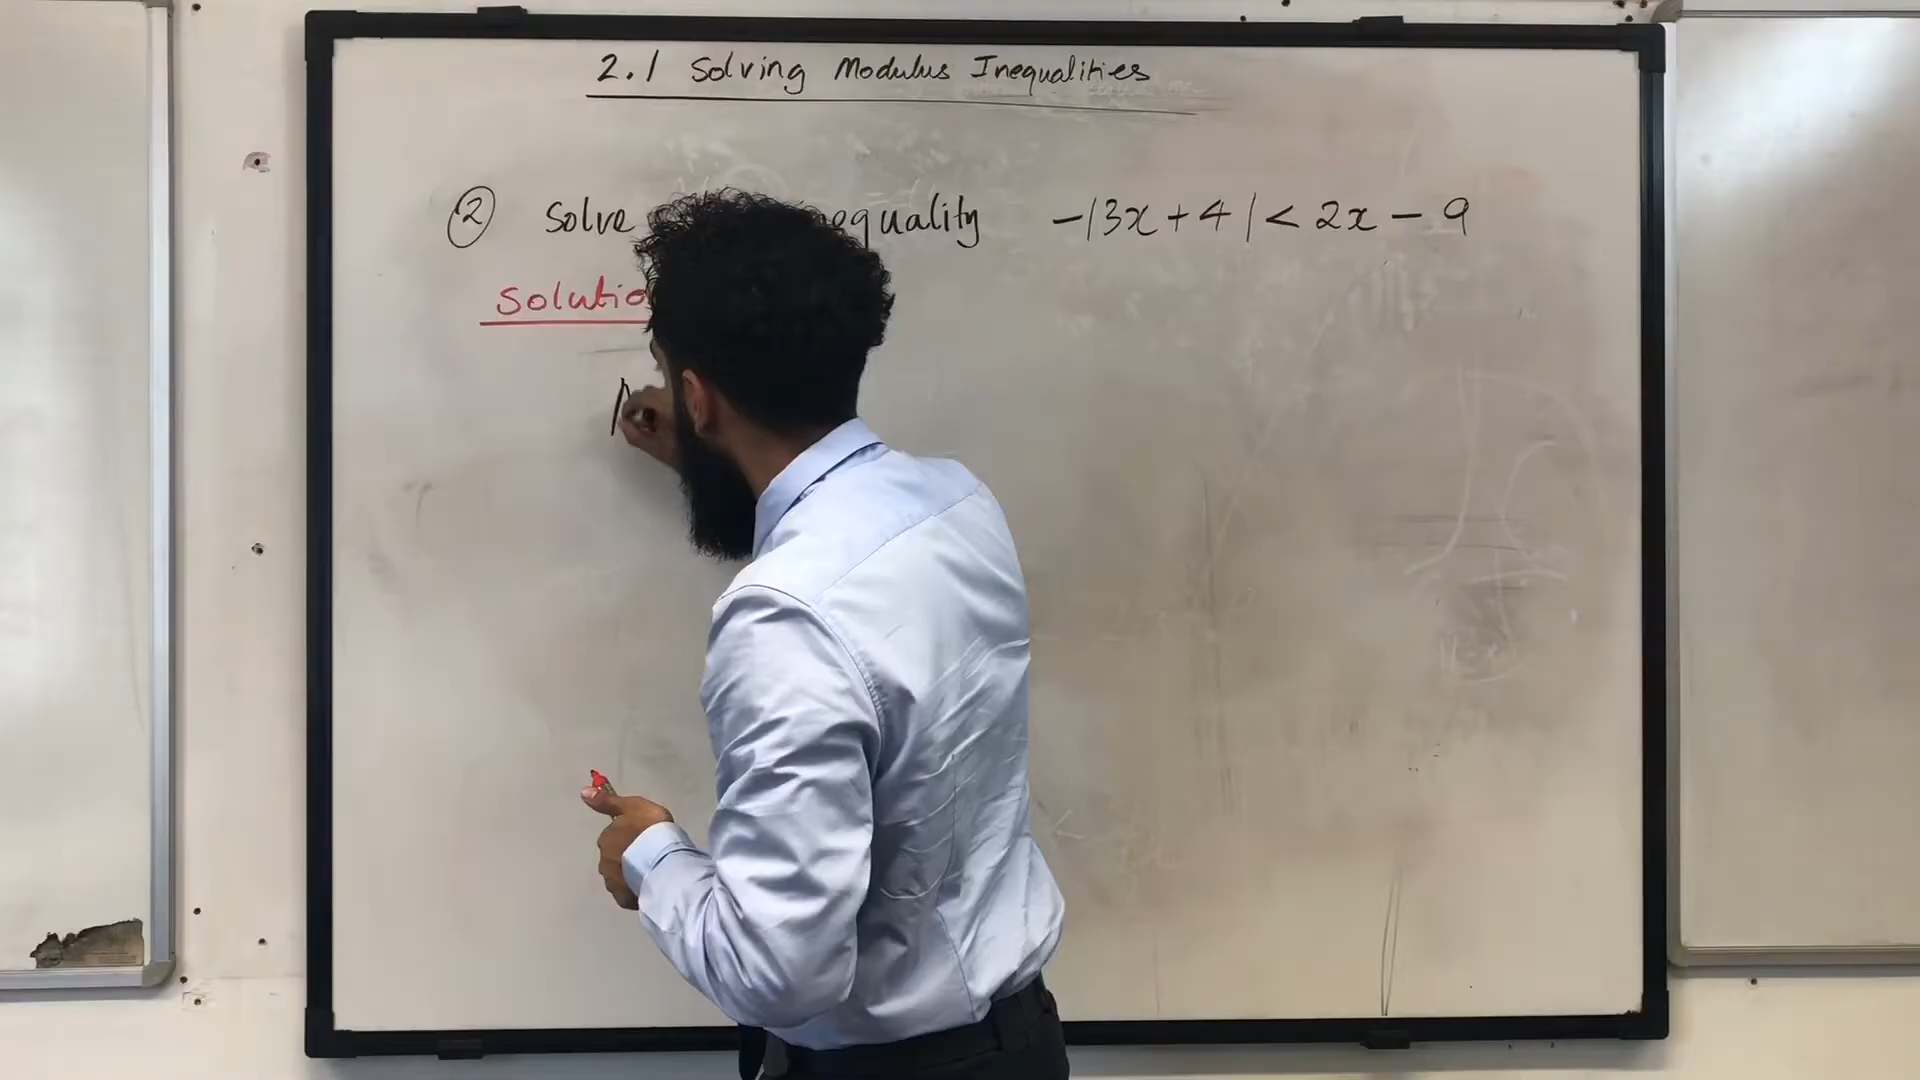 2.1 Solving Modulus Inequalities
② Solve equality -|3x+4|<2x-9
Solutio